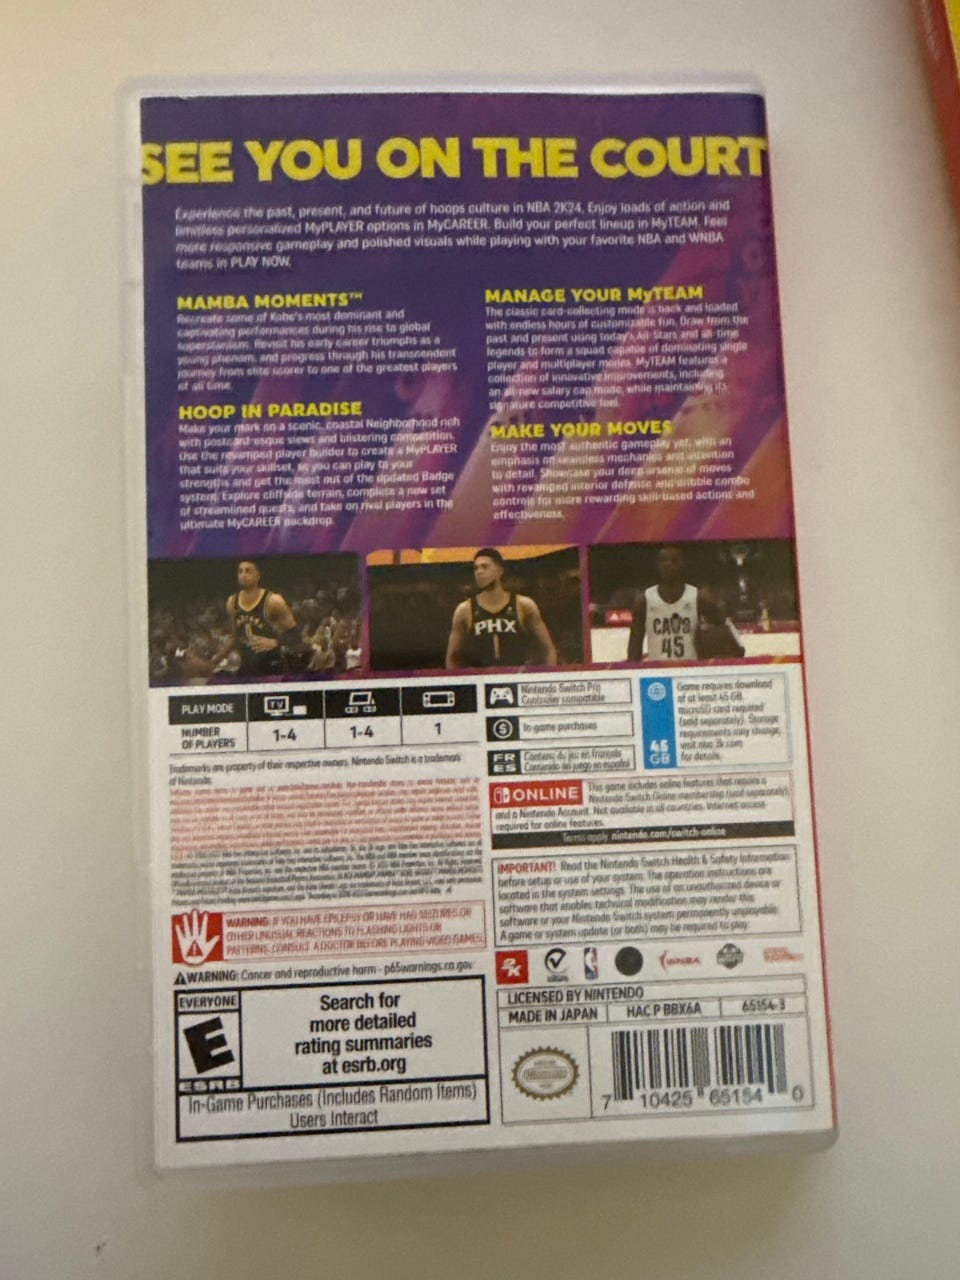 SEE YOU ON THE COURT
Experience the past, present, and future of hoops culture in NBA 2K24. Enjoy loads of action and
limitless personalized MyPLAYER options in MyCAREER. Build your perfect lineup in MyTEAM. Feel
more responsive gameplay and polished visuals while playing with your favorite NBA and WNBA
teams in PLAY NOW.
MAMBA MOMENTS™
Recreate some of Kobe's most dominant and
captivating performances during his rise to global
superstardom. Revisit his early career triumphs as a
young phenom, and progress through his transcendent
journey from elite scorer to one of the greatest players
of all time.
HOOP IN PARADISE
Make your mark on a scenic, coastal Neighborhood rich
with postcard-esque views and blistering competition.
Use the revamped player builder to create a MyPLAYER
that suits your skillset, so you can play to your
strengths and get the most out of the updated Badge
system. Explore cliffside terrain, complete a new set
of streamlined quests, and take on rival players in the
ultimate MyCAREER backdrop.
MANAGE YOUR MyTEAM
The classic card-collecting mode is back and loaded
with endless hours of customizable fun. Draw from the
past and present using today's All-Stars and all-time
legends to form a squad capable of dominating single
player and multiplayer modes. MyTEAM features a
collection of innovative improvements, including
an all-new salary cap mode, while maintaining its
signature competitive feel.
MAKE YOUR MOVES
Enjoy the most authentic gameplay yet, with an
emphasis on seamless mechanics and attention
to detail. Showcase your deep arsenal of moves
with revamped interior defense and dribble combo
controls for more rewarding skill-based actions and
effectiveness.
PHX
1
CAVS
45
PLAY MODE
TV
NUMBER
OF PLAYERS
1-4
1-4
1
Nintendo Switch Pro
Controller compatible
In-game purchases
FR
ES
Contenu du jeu en français
Contenido del juego en español
45
GB
Game requires download
of at least 45 GB.
microSD card required
(sold separately). Storage
requirements may change,
visit nba.2k.com
for details.
Trademarks are property of their respective owners. Nintendo Switch is a trademark
of Nintendo.
ONLINE
This game includes online features that require a
Nintendo Switch Online membership (sold separately)
and a Nintendo Account. Not available in all countries. Internet access
required for online features.
Terms apply. nintendo.com/switch-online
IMPORTANT! Read the Nintendo Switch Health & Safety Information
before setup or use of your system. The operation instructions are
located in the system settings. The use of an unauthorized device or
software that enables technical modification may render this
software or your Nintendo Switch system permanently unplayable.
A game or system update (or both) may be required to play.
WARNING: IF YOU HAVE EPILEPSY OR HAVE HAD SEIZURES OR
OTHER UNUSUAL REACTIONS TO FLASHING LIGHTS OR
PATTERNS, CONSULT A DOCTOR BEFORE PLAYING VIDEO GAMES.
WARNING: Cancer and reproductive harm - p65warnings.ca.gov
2K
WNBA
EVERYONE
E
ESRB
Search for
more detailed
rating summaries
at esrb.org
In-Game Purchases (Includes Random Items)
Users Interact
LICENSED BY NINTENDO
MADE IN JAPAN
HAC P BBX6A
65154-3
7 10425 65154 0